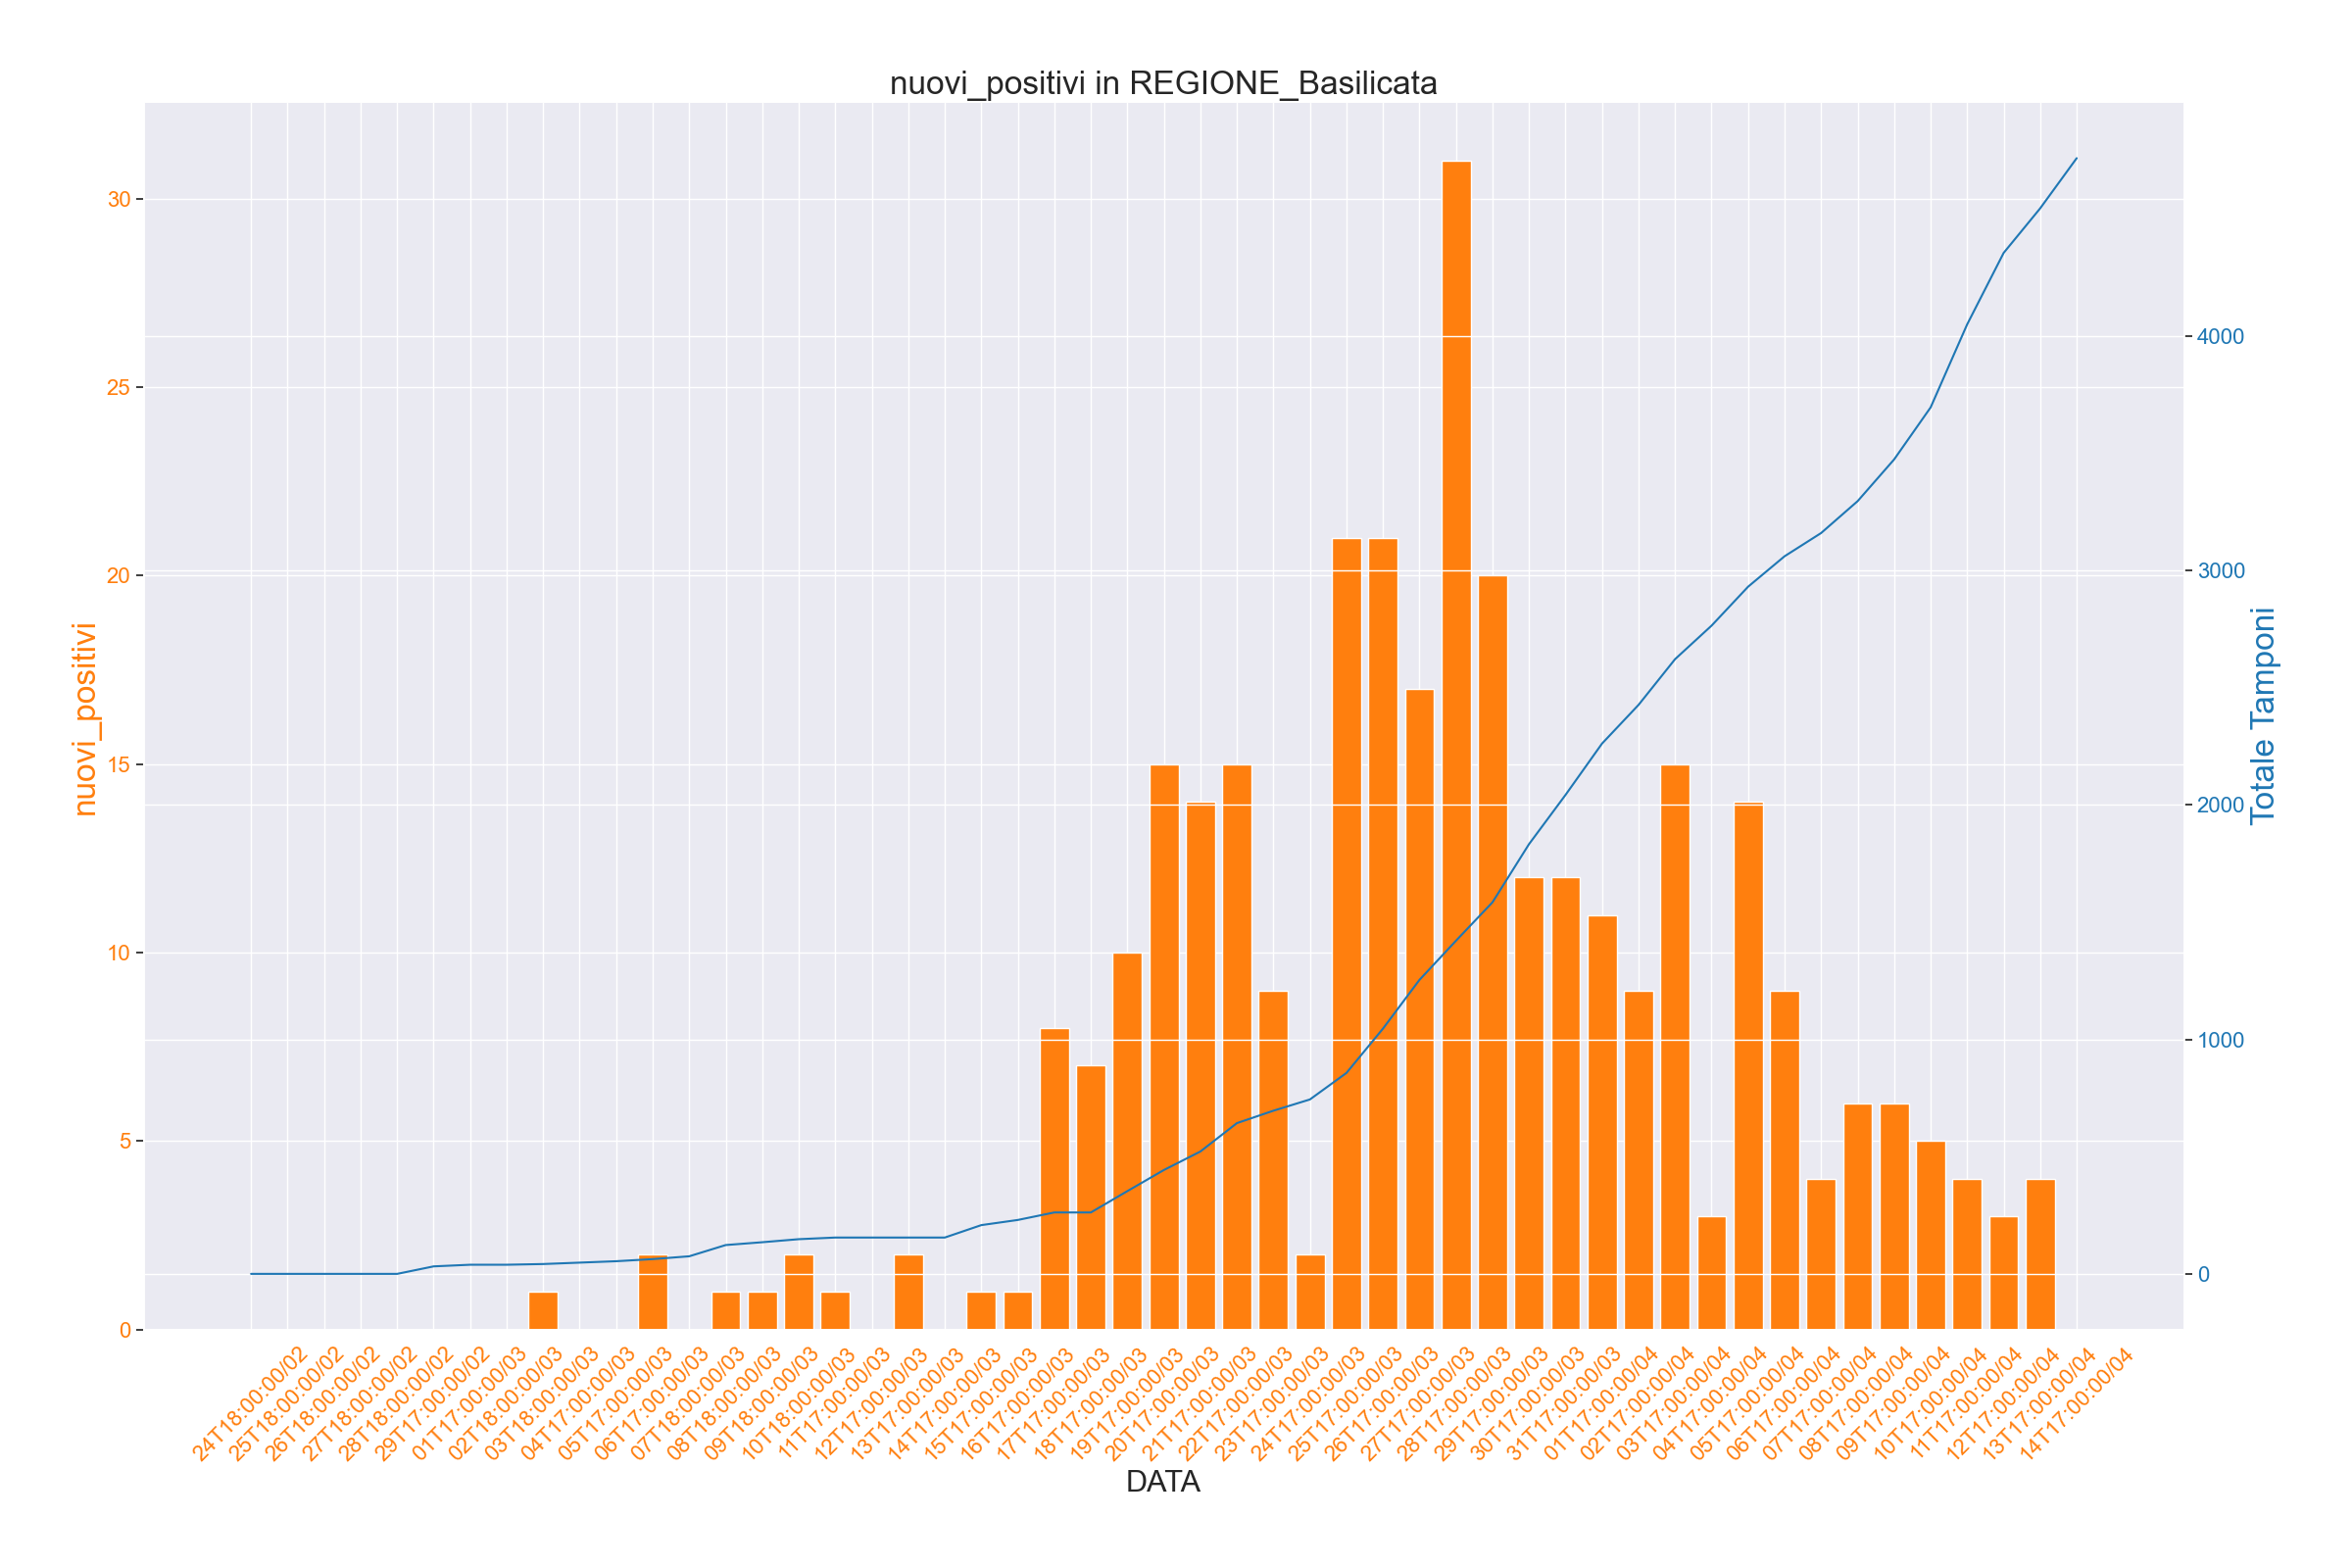 nuovi_positivi in REGIONE_Basilicata
nuovi_positivi
30
25
20
15
10
5
0
4000
3000
2000
1000
0
Totale Tamponi
24T18:00:00/02
25T18:00:00/02
26T18:00:00/02
27T18:00:00/02
28T18:00:00/02
29T17:00:00/02
01T17:00:00/03
02T18:00:00/03
03T18:00:00/03
04T17:00:00/03
05T17:00:00/03
06T17:00:00/03
07T18:00:00/03
08T18:00:00/03
09T18:00:00/03
10T18:00:00/03
11T17:00:00/03
12T17:00:00/03
13T17:00:00/03
14T17:00:00/03
15T17:00:00/03
16T17:00:00/03
17T17:00:00/03
18T17:00:00/03
19T17:00:00/03
20T17:00:00/03
21T17:00:00/03
22T17:00:00/03
23T17:00:00/03
24T17:00:00/03
25T17:00:00/03
26T17:00:00/03
27T17:00:00/03
28T17:00:00/03
29T17:00:00/03
30T17:00:00/03
31T17:00:00/03
01T17:00:00/04
02T17:00:00/04
03T17:00:00/04
04T17:00:00/04
05T17:00:00/04
06T17:00:00/04
07T17:00:00/04
08T17:00:00/04
09T17:00:00/04
10T17:00:00/04
11T17:00:00/04
12T17:00:00/04
13T17:00:00/04
14T17:00:00/04
DATA